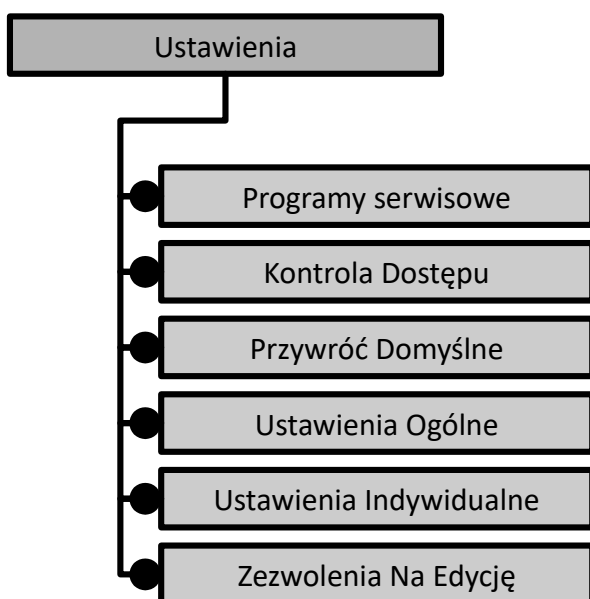 Ustawienia
Programy serwisowe
Kontrola Dostępu
Przywróć Domyślne
Ustawienia Ogólne
Ustawienia Indywidualne
Zezwolenia Na Edycję